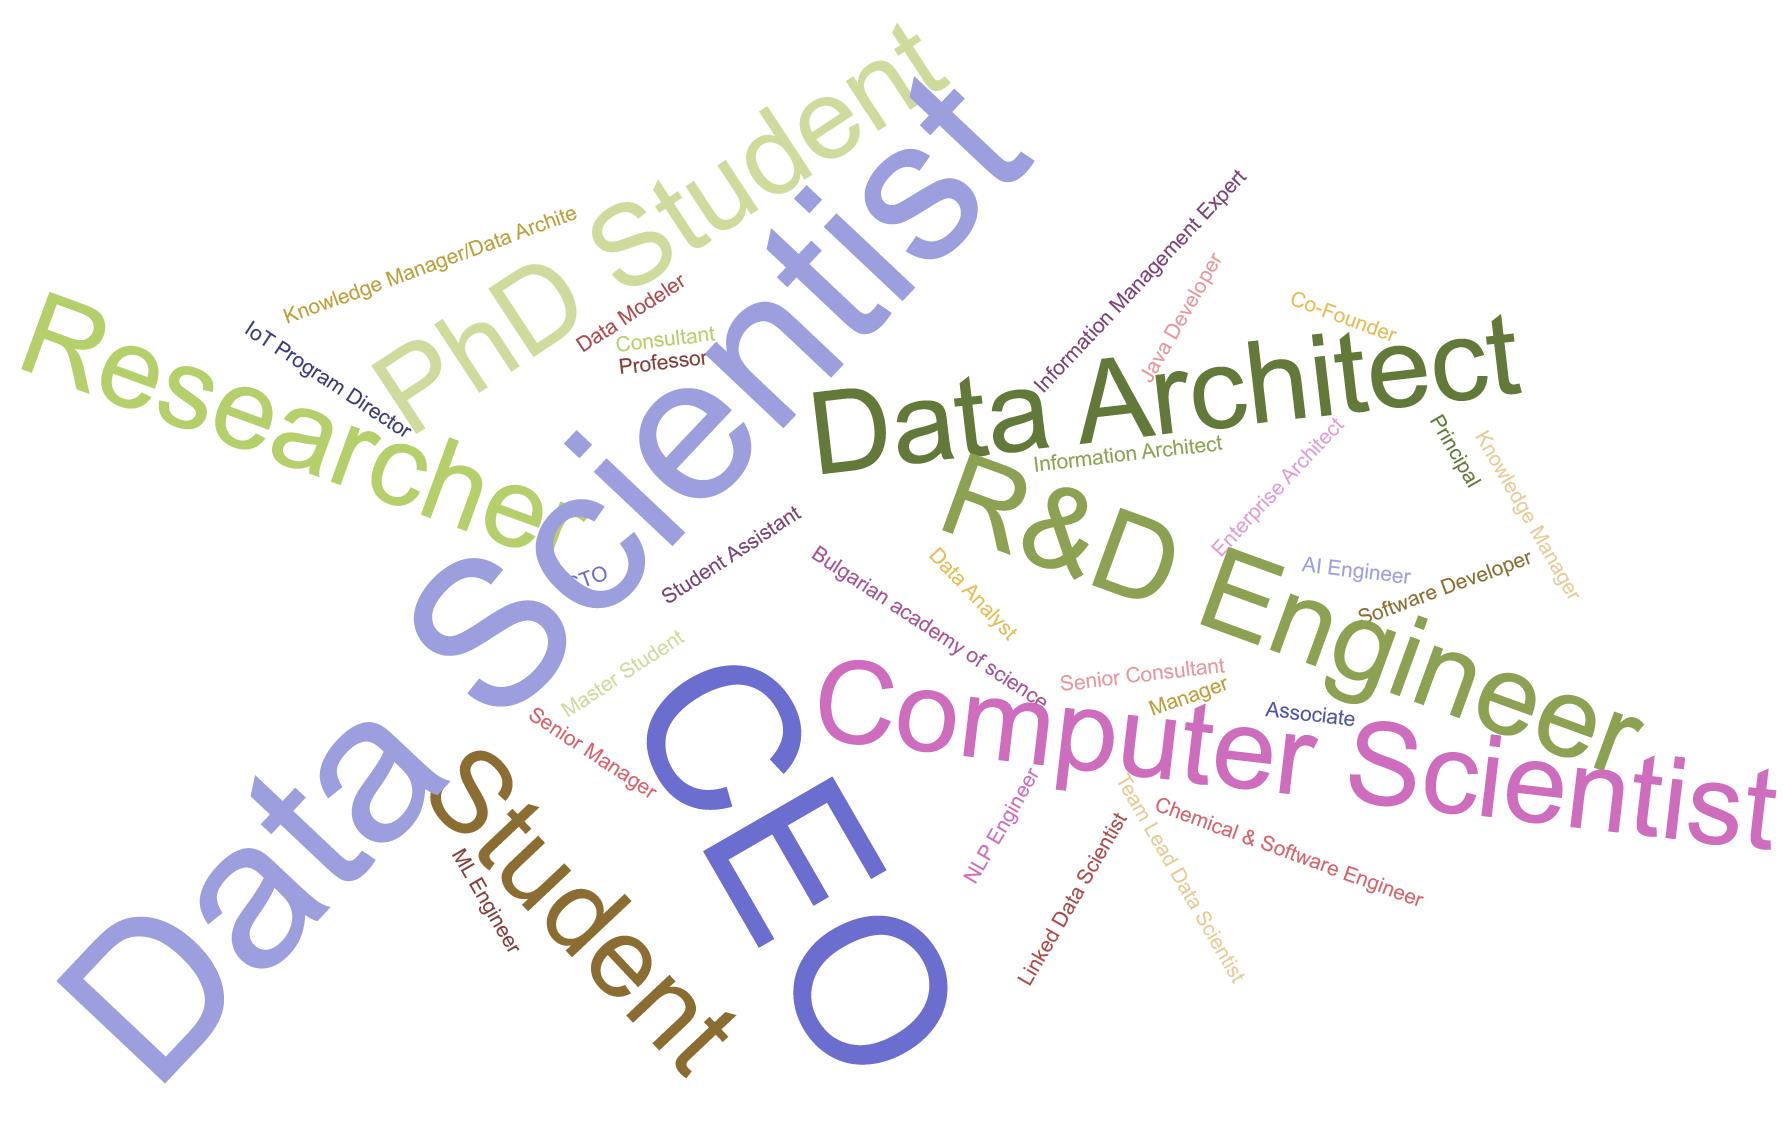 PhD Student
Data Scientist
Knowledge Manager/Data Archite
IoT Program Director
Researcher
Data Modeler
Consultant
Professor
Information Management Expert
Java Developer
Co-Founder
Data Architect
Information Architect
Enterprise Architect
Principal
Knowledge Manager
R&D Engineer
AI Engineer
Software Developer
CTO
Student Assistant
Bulgarian academy of science
Data Analyst
Master Student
Senior Manager
CEO
Senior Consultant
Manager
Associate
Computer Scientist
Student
ML Engineer
NLP Engineer
Linked Data Scientist
Team Lead Data Scientist
Chemical & Software Engineer